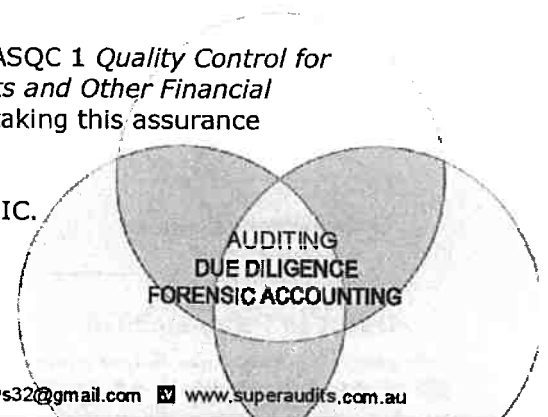 ASQC 1 Quality Control for
ts and Other Financial
taking this assurance
IC.
AUDITING
DUE DILIGENCE
FORENSIC ACCOUNTING
s32@gmail.com www.superaudits.com.au